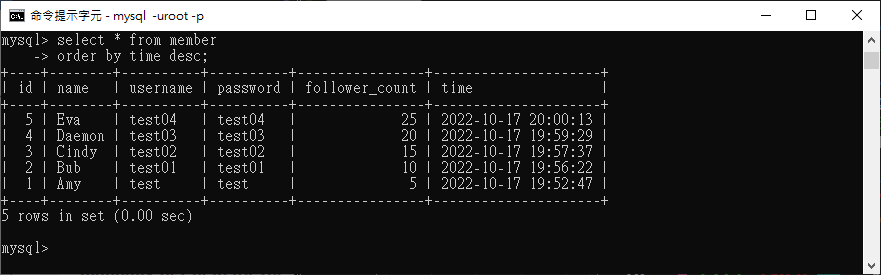 命令提示字元 - mysql -uroot -p
mysql> select * from member
    -> order by time desc;
+----+--------+----------+----------+----------------+---------------------+
| id | name   | username | password | follower_count | time                |
+----+--------+----------+----------+----------------+---------------------+
|  5 | Eva    | test04   | test04   |             25 | 2022-10-17 20:00:13 |
|  4 | Daemon | test03   | test03   |             20 | 2022-10-17 19:59:29 |
|  3 | Cindy  | test02   | test02   |             15 | 2022-10-17 19:57:37 |
|  2 | Bub    | test01   | test01   |             10 | 2022-10-17 19:56:22 |
|  1 | Amy    | test     | test     |              5 | 2022-10-17 19:52:47 |
+----+--------+----------+----------+----------------+---------------------+
5 rows in set (0.00 sec)
mysql>